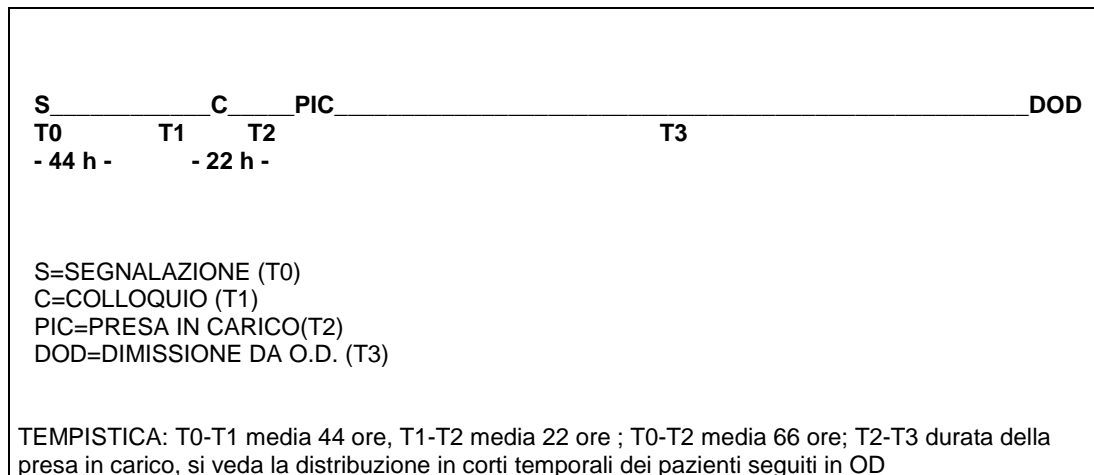 S____________C_____PIC____________________________________________________DOD
T0 T1 T2 T3
- 44 h - - 22 h -
S=SEGNALAZIONE (T0)
C=COLLOQUIO (T1)
PIC=PRESA IN CARICO(T2)
DOD=DIMISSIONE DA O.D. (T3)
TEMPISTICA: T0-T1 media 44 ore, T1-T2 media 22 ore ; T0-T2 media 66 ore; T2-T3 durata della
presa in carico, si veda la distribuzione in corti temporali dei pazienti seguiti in OD